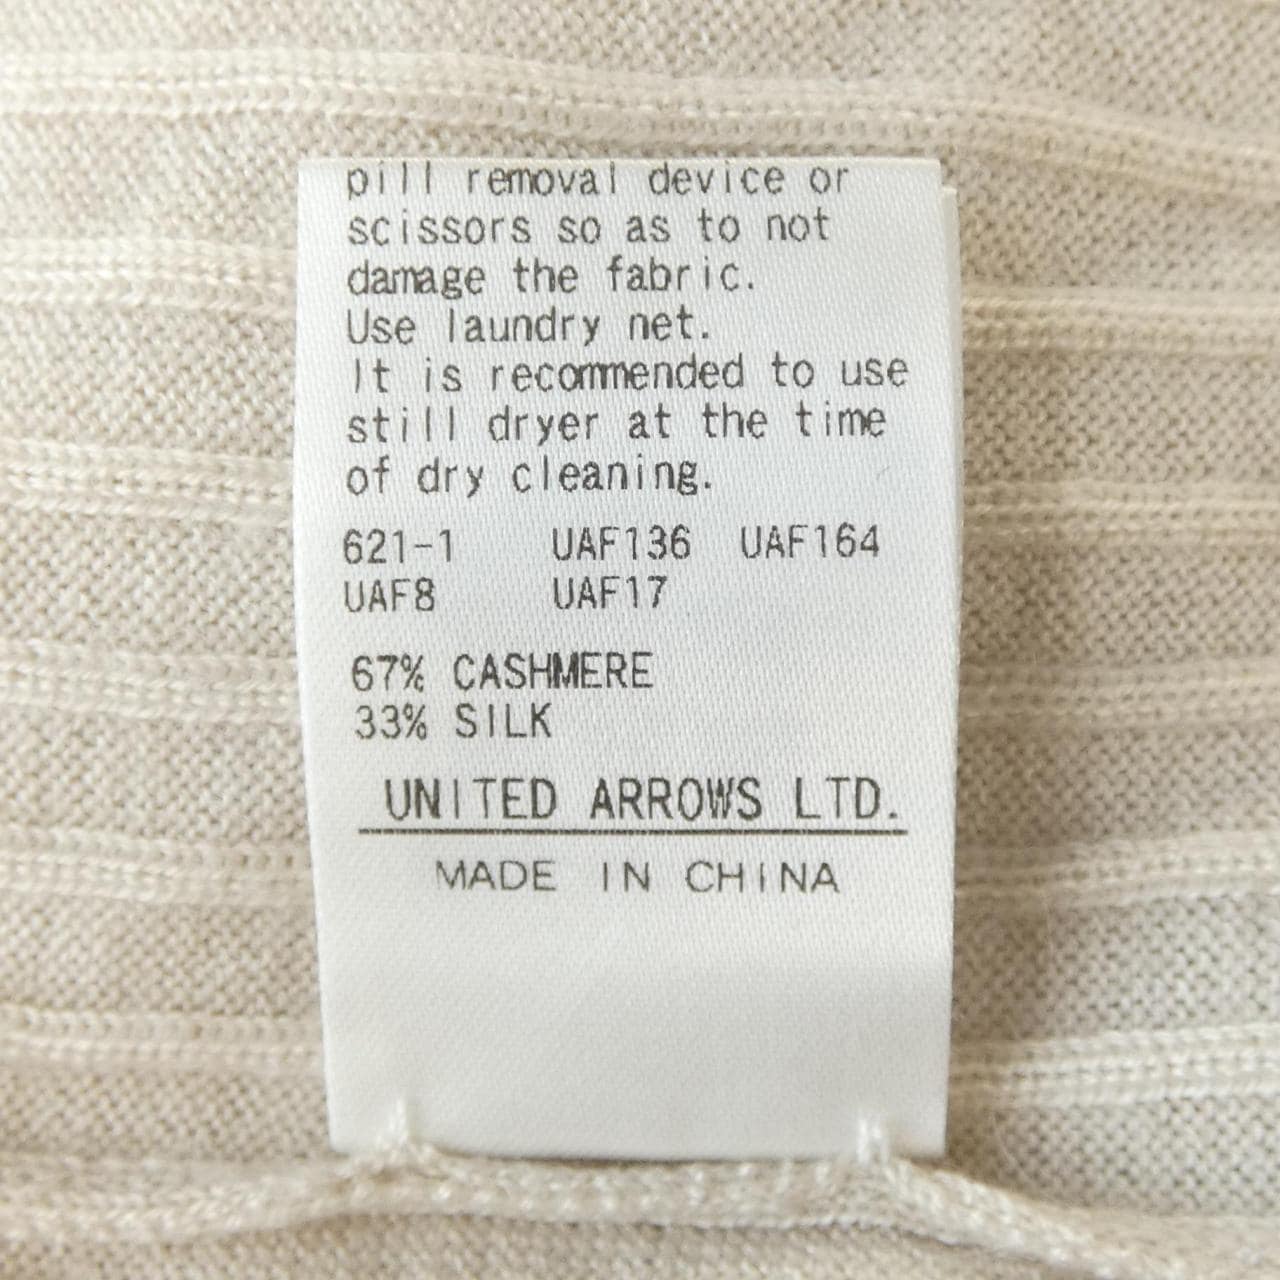 pill removal device or
scissors so as to not
damage the fabric.
Use laundry net.
It is recommended to use
still dryer at the time
of dry cleaning.
621-1 UAF136 UAF164
UAF8 UAF17
67% CASHMERE
33% SILK
UNITED ARROWS LTD.
MADE IN CHINA